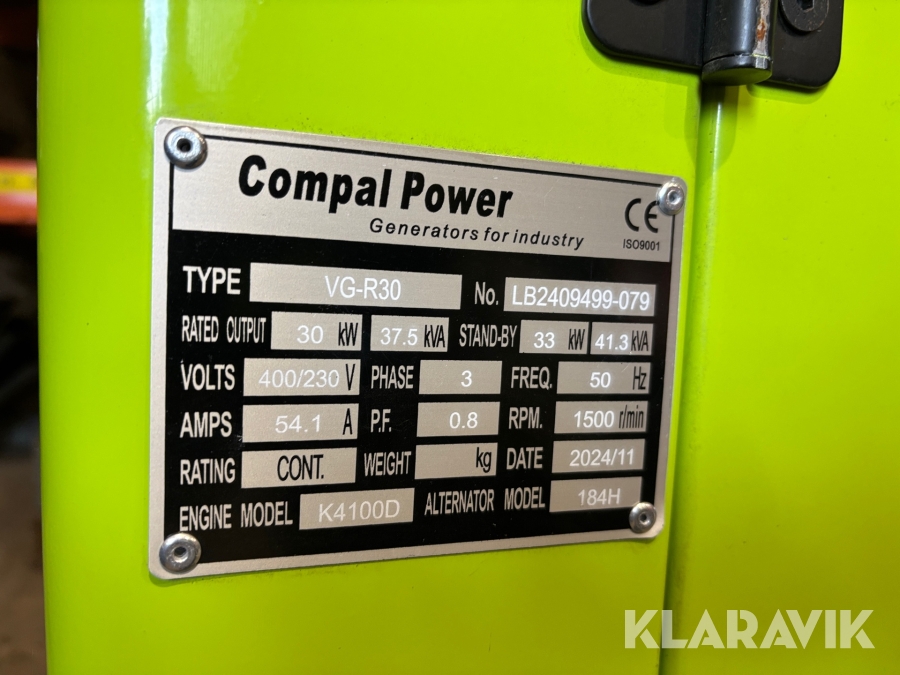 Compal Power
Generators for industry
CE
ISO9001
TYPE VG-R30 No. LB2409499-079
RATED OUTPUT 30 kW 37.5 kVA STAND-BY 33 kW 41.3 kVA
VOLTS 400/230 V PHASE 3 FREQ. 50 Hz
AMPS 54.1 A P.F. 0.8 RPM. 1500 r/min
RATING CONT. WEIGHT kg DATE 2024/11
ENGINE MODEL K4100D ALTERNATOR MODEL 184H
KLARAVIK